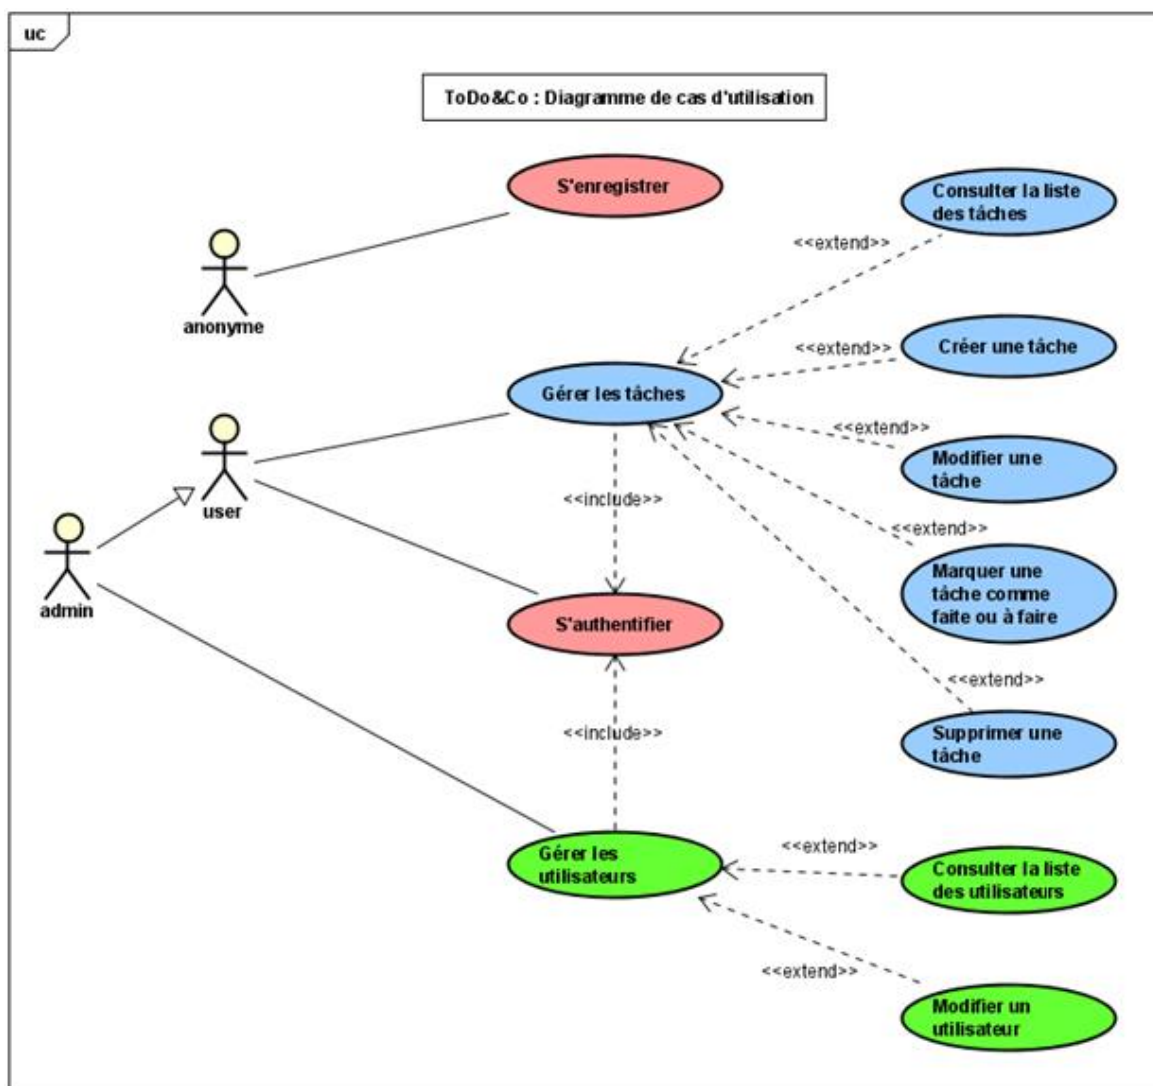 uc
ToDo&Co : Diagramme de cas d'utilisation
S'enregistrer
Consulter la liste
des tâches
<<extend>>
anonyme
<<extend>>
Créer une tâche
Gérer les tâches
<<extend>>
Modifier une
tâche
user
<<include>>
<<extend>>
Marquer une
tâche comme
faite ou à faire
admin
S'authentifier
<<extend>>
Supprimer une
tâche
<<include>>
Gérer les
utilisateurs
<<extend>>
Consulter la liste
des utilisateurs
<<extend>>
Modifier un
utilisateur